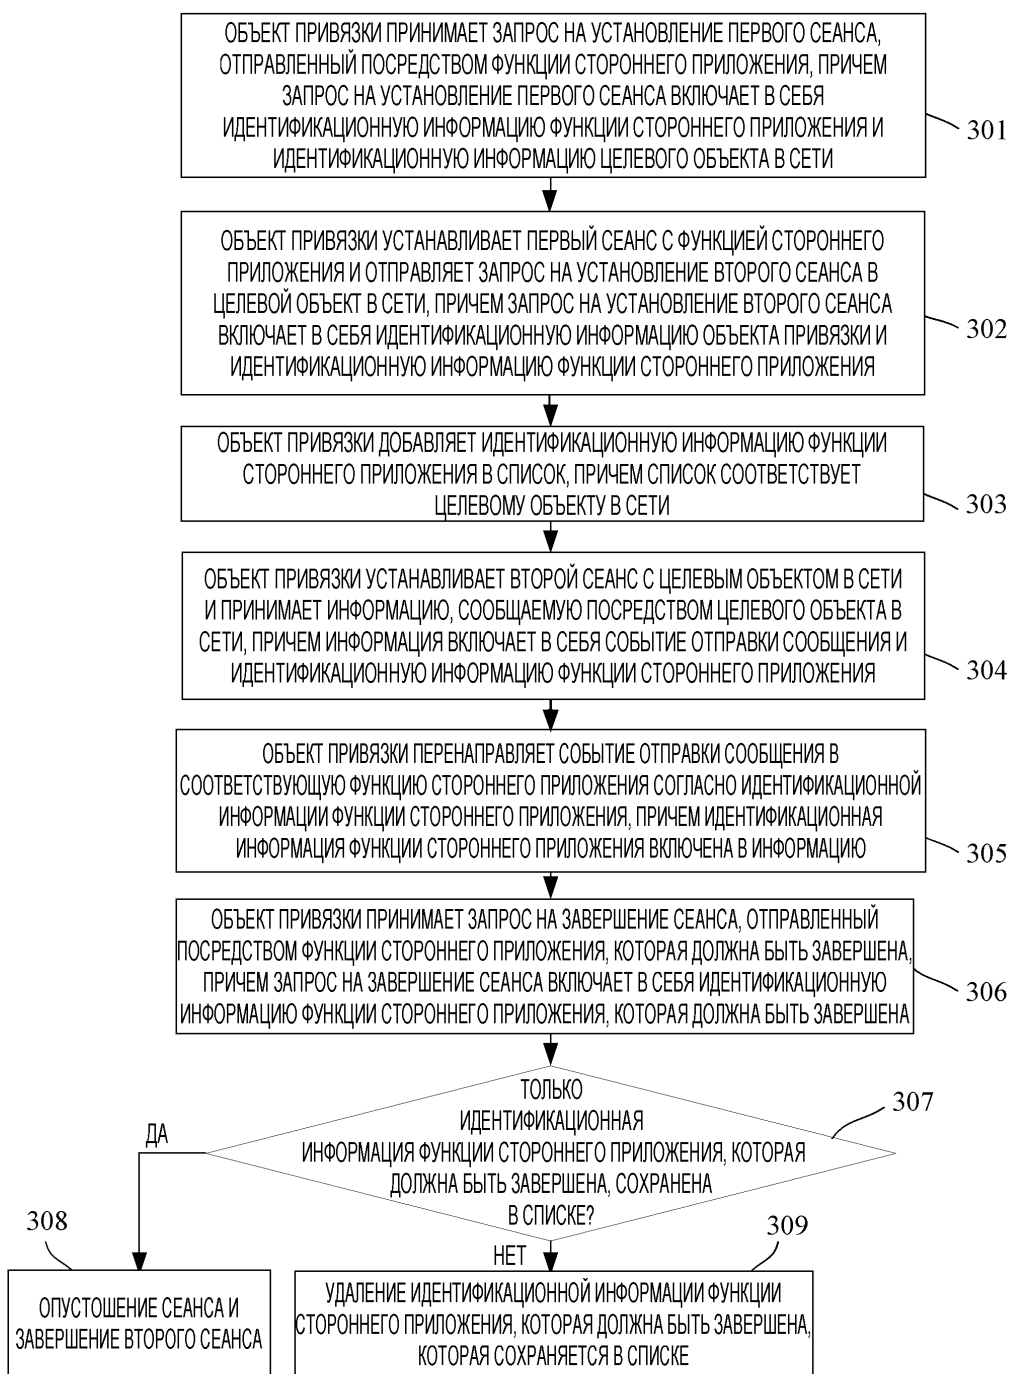 ОБЪЕКТ ПРИВЯЗКИ ПРИНИМАЕТ ЗАПРОС НА УСТАНОВЛЕНИЕ ПЕРВОГО СЕАНСА,
ОТПРАВЛЕННЫЙ ПОСРЕДСТВОМ ФУНКЦИИ СТОРОННЕГО ПРИЛОЖЕНИЯ, ПРИЧЕМ
ЗАПРОС НА УСТАНОВЛЕНИЕ ПЕРВОГО СЕАНСА ВКЛЮЧАЕТ В СЕБЯ
ИДЕНТИФИКАЦИОННУЮ ИНФОРМАЦИЮ ФУНКЦИИ СТОРОННЕГО ПРИЛОЖЕНИЯ И
ИДЕНТИФИКАЦИОННУЮ ИНФОРМАЦИЮ ЦЕЛЕВОГО ОБЪЕКТА В СЕТИ
301
ОБЪЕКТ ПРИВЯЗКИ УСТАНАВЛИВАЕТ ПЕРВЫЙ СЕАНС С ФУНКЦИЕЙ СТОРОННЕГО
ПРИЛОЖЕНИЯ И ОТПРАВЛЯЕТ ЗАПРОС НА УСТАНОВЛЕНИЕ ВТОРОГО СЕАНСА В
ЦЕЛЕВОЙ ОБЪЕКТ В СЕТИ, ПРИЧЕМ ЗАПРОС НА УСТАНОВЛЕНИЕ ВТОРОГО СЕАНСА
ВКЛЮЧАЕТ В СЕБЯ ИДЕНТИФИКАЦИОННУЮ ИНФОРМАЦИЮ ОБЪЕКТА ПРИВЯЗКИ И
ИДЕНТИФИКАЦИОННУЮ ИНФОРМАЦИЮ ФУНКЦИИ СТОРОННЕГО ПРИЛОЖЕНИЯ
302
ОБЪЕКТ ПРИВЯЗКИ ДОБАВЛЯЕТ ИДЕНТИФИКАЦИОННУЮ ИНФОРМАЦИЮ ФУНКЦИИ
СТОРОННЕГО ПРИЛОЖЕНИЯ В СПИСОК, ПРИЧЕМ СПИСОК СООТВЕТСТВУЕТ
ЦЕЛЕВОМУ ОБЪЕКТУ В СЕТИ
303
ОБЪЕКТ ПРИВЯЗКИ УСТАНАВЛИВАЕТ ВТОРОЙ СЕАНС С ЦЕЛЕВЫМ ОБЪЕКТОМ В СЕТИ
И ПРИНИМАЕТ ИНФОРМАЦИЮ, СООБЩАЕМУЮ ПОСРЕДСТВОМ ЦЕЛЕВОГО ОБЪЕКТА В
СЕТИ, ПРИЧЕМ ИНФОРМАЦИЯ ВКЛЮЧАЕТ В СЕБЯ СОБЫТИЕ ОТПРАВКИ СООБЩЕНИЯ И
ИДЕНТИФИКАЦИОННУЮ ИНФОРМАЦИЮ ФУНКЦИИ СТОРОННЕГО ПРИЛОЖЕНИЯ
304
ОБЪЕКТ ПРИВЯЗКИ ПЕРЕНАПРАВЛЯЕТ СОБЫТИЕ ОТПРАВКИ СООБЩЕНИЯ В
СООТВЕТСТВУЮЩУЮ ФУНКЦИЮ СТОРОННЕГО ПРИЛОЖЕНИЯ СОГЛАСНО ИДЕНТИФИКАЦИОННОЙ
ИНФОРМАЦИИ ФУНКЦИИ СТОРОННЕГО ПРИЛОЖЕНИЯ, ПРИЧЕМ ИДЕНТИФИКАЦИОННАЯ
ИНФОРМАЦИЯ ФУНКЦИИ СТОРОННЕГО ПРИЛОЖЕНИЯ ВКЛЮЧЕНА В ИНФОРМАЦИЮ
305
ОБЪЕКТ ПРИВЯЗКИ ПРИНИМАЕТ ЗАПРОС НА ЗАВЕРШЕНИЕ СЕАНСА, ОТПРАВЛЕННЫЙ
ПОСРЕДСТВОМ ФУНКЦИИ СТОРОННЕГО ПРИЛОЖЕНИЯ, КОТОРАЯ ДОЛЖНА БЫТЬ ЗАВЕРШЕНА,
ПРИЧЕМ ЗАПРОС НА ЗАВЕРШЕНИЕ СЕАНСА ВКЛЮЧАЕТ В СЕБЯ ИДЕНТИФИКАЦИОННУЮ
ИНФОРМАЦИЮ ФУНКЦИИ СТОРОННЕГО ПРИЛОЖЕНИЯ, КОТОРАЯ ДОЛЖНА БЫТЬ ЗАВЕРШЕНА
306
ТОЛЬКО
ИДЕНТИФИКАЦИОННАЯ
ИНФОРМАЦИЯ ФУНКЦИИ СТОРОННЕГО ПРИЛОЖЕНИЯ, КОТОРАЯ
ДОЛЖНА БЫТЬ ЗАВЕРШЕНА, СОХРАНЕНА
В СПИСКЕ?
307
ДА
НЕТ
308
ОПУСТОШЕНИЕ СЕАНСА И
ЗАВЕРШЕНИЕ ВТОРОГО СЕАНСА
309
УДАЛЕНИЕ ИДЕНТИФИКАЦИОННОЙ ИНФОРМАЦИИ ФУНКЦИИ
СТОРОННЕГО ПРИЛОЖЕНИЯ, КОТОРАЯ ДОЛЖНА БЫТЬ ЗАВЕРШЕНА,
КОТОРАЯ СОХРАНЯЕТСЯ В СПИСКЕ